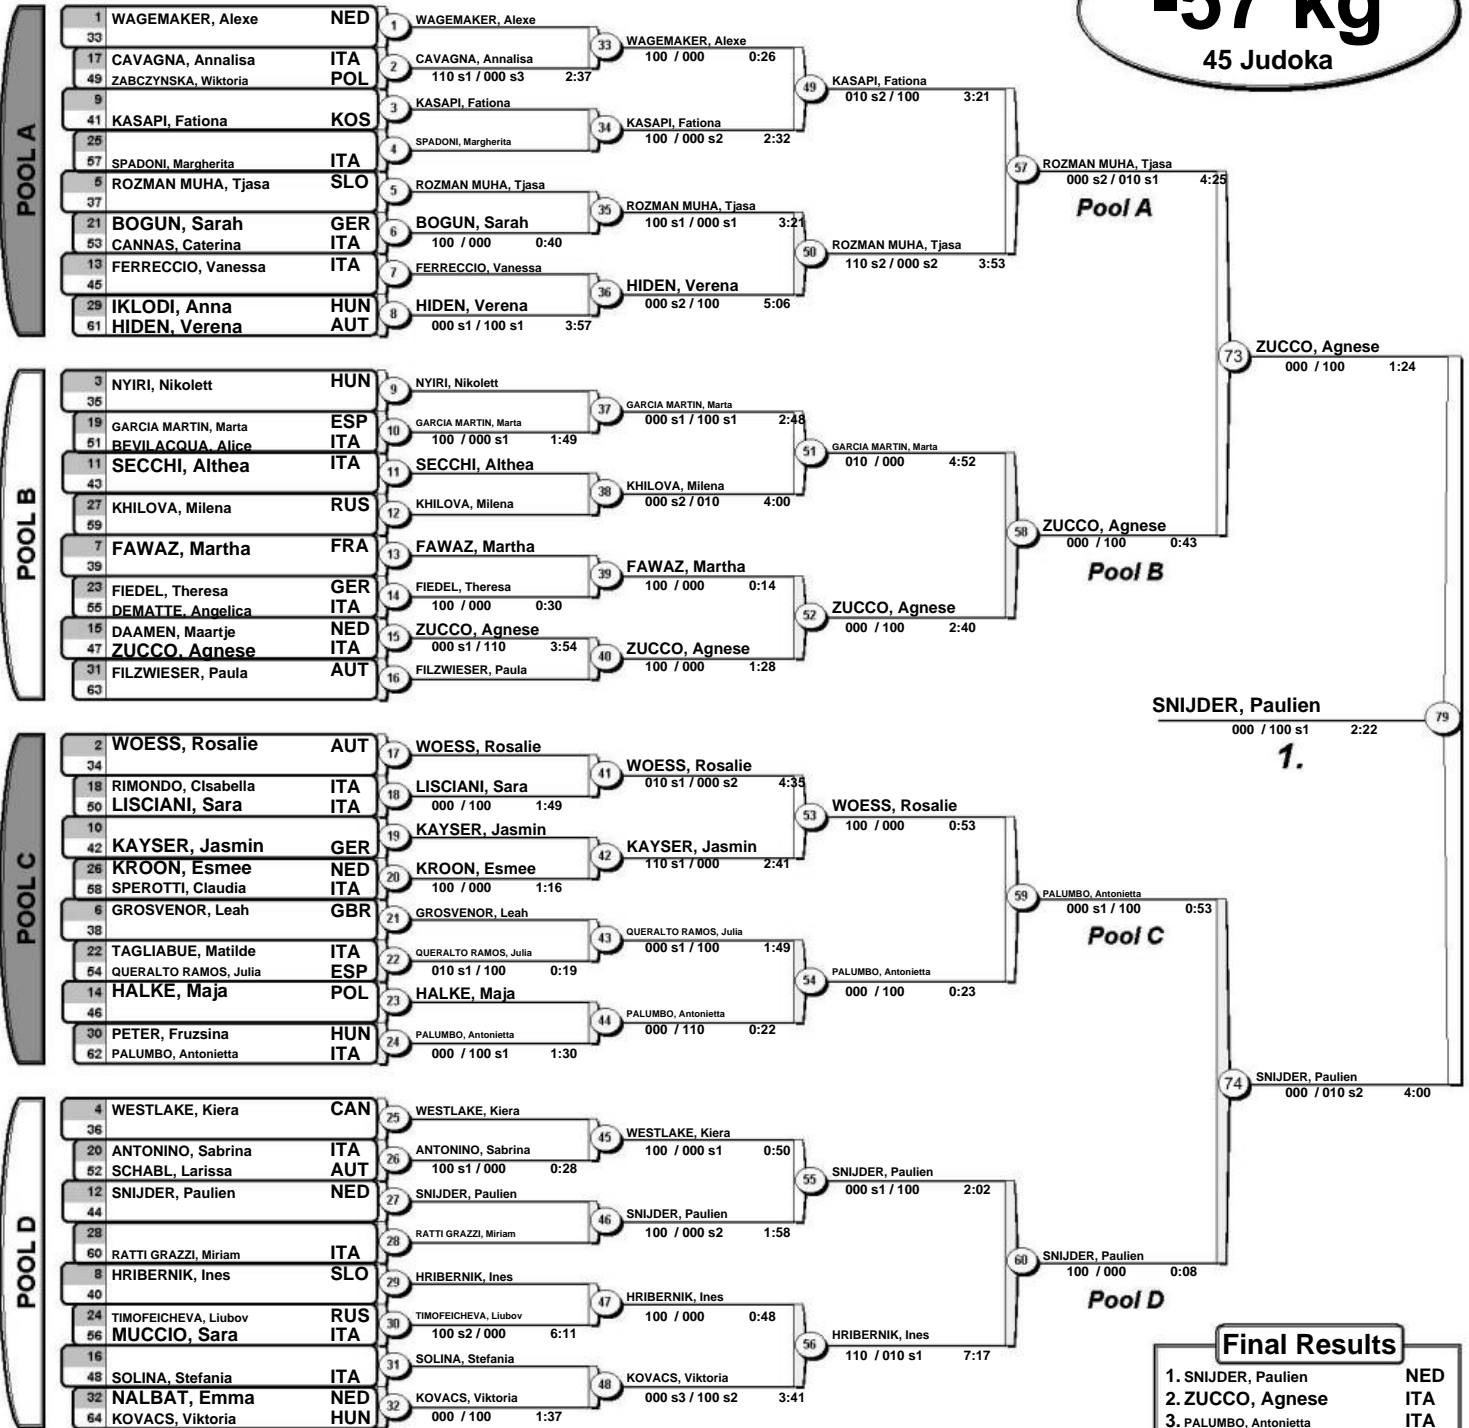 -57 kg
45 Judoka
POOL A
1 WAGEMAKER, Alexe NED
33
17 CAVAGNA, Annalisa ITA
49 ZABCZYNSKA, Wiktoria POL
9
41 KASAPI, Fationa KOS
25
57 SPADONI, Margherita ITA
5 ROZMAN MUHA, Tjasa SLO
37
21 BOGUN, Sarah GER
53 CANNAS, Caterina ITA
13 FERRECCIO, Vanessa ITA
45
29 IKLODI, Anna HUN
61 HIDEN, Verena AUT
1 WAGEMAKER, Alexe
2 CAVAGNA, Annalisa
110 s1 / 000 s3 2:37
3 KASAPI, Fationa
4 SPADONI, Margherita
5 ROZMAN MUHA, Tjasa
6 BOGUN, Sarah
100 / 000 0:40
7 FERRECCIO, Vanessa
8 HIDEN, Verena
000 s1 / 100 s1 3:57
33 WAGEMAKER, Alexe
100 / 000 0:26
34 KASAPI, Fationa
100 / 000 s2 2:32
35 ROZMAN MUHA, Tjasa
100 s1 / 000 s1 3:21
36 HIDEN, Verena
000 s2 / 100 5:06
49 KASAPI, Fationa
010 s2 / 100 3:21
50 ROZMAN MUHA, Tjasa
110 s2 / 000 s2 3:53
57 ROZMAN MUHA, Tjasa
000 s2 / 010 s1 4:25
Pool A
POOL B
3 NYIRI, Nikolett HUN
35
19 GARCIA MARTIN, Marta ESP
51 BEVILACQUA, Alice ITA
11 SECCHI, Althea ITA
43
27 KHILOVA, Milena RUS
59
7 FAWAZ, Martha FRA
39
23 FIEDEL, Theresa GER
55 DEMATTE, Angelica ITA
15 DAAMEN, Maartje NED
47 ZUCCO, Agnese ITA
31 FILZWIESER, Paula AUT
63
9 NYIRI, Nikolett
10 GARCIA MARTIN, Marta
100 / 000 s1 1:49
11 SECCHI, Althea
12 KHILOVA, Milena
13 FAWAZ, Martha
14 FIEDEL, Theresa
100 / 000 0:30
15 ZUCCO, Agnese
000 s1 / 110 3:54
16 FILZWIESER, Paula
37 GARCIA MARTIN, Marta
000 s1 / 100 s1 2:48
38 KHILOVA, Milena
000 s2 / 010 4:00
39 FAWAZ, Martha
100 / 000 0:14
40 ZUCCO, Agnese
100 / 000 1:28
51 GARCIA MARTIN, Marta
010 / 000 4:52
52 ZUCCO, Agnese
000 / 100 2:40
58 ZUCCO, Agnese
000 / 100 0:43
Pool B
73 ZUCCO, Agnese
000 / 100 1:24
SNIJDER, Paulien 79
000 / 100 s1 2:22
1.
POOL C
2 WOESS, Rosalie AUT
34
18 RIMONDO, CIsabella ITA
50 LISCIANI, Sara ITA
10
42 KAYSER, Jasmin GER
26 KROON, Esmee NED
58 SPEROTTI, Claudia ITA
6 GROSVENOR, Leah GBR
38
22 TAGLIABUE, Matilde ITA
54 QUERALTO RAMOS, Julia ESP
14 HALKE, Maja POL
46
30 PETER, Fruzsina HUN
62 PALUMBO, Antonietta ITA
17 WOESS, Rosalie
18 LISCIANI, Sara
000 / 100 1:49
19 KAYSER, Jasmin
20 KROON, Esmee
100 / 000 1:16
21 GROSVENOR, Leah
22 QUERALTO RAMOS, Julia
010 s1 / 100 0:19
23 HALKE, Maja
24 PALUMBO, Antonietta
000 / 100 s1 1:30
41 WOESS, Rosalie
010 s1 / 000 s2 4:35
42 KAYSER, Jasmin
110 s1 / 000 2:41
43 QUERALTO RAMOS, Julia
000 s1 / 100 1:49
44 PALUMBO, Antonietta
000 / 110 0:22
53 WOESS, Rosalie
100 / 000 0:53
54 PALUMBO, Antonietta
000 / 100 0:23
59 PALUMBO, Antonietta
000 s1 / 100 0:53
Pool C
POOL D
4 WESTLAKE, Kiera CAN
36
20 ANTONINO, Sabrina ITA
52 SCHABL, Larissa AUT
12 SNIJDER, Paulien NED
44
28
60 RATTI GRAZZI, Miriam ITA
8 HRIBERNIK, Ines SLO
40
24 TIMOFEICHEVA, Liubov RUS
56 MUCCIO, Sara ITA
16
48 SOLINA, Stefania ITA
32 NALBAT, Emma NED
64 KOVACS, Viktoria HUN
25 WESTLAKE, Kiera
26 ANTONINO, Sabrina
100 s1 / 000 0:28
27 SNIJDER, Paulien
28 RATTI GRAZZI, Miriam
29 HRIBERNIK, Ines
30 TIMOFEICHEVA, Liubov
100 s2 / 000 6:11
31 SOLINA, Stefania
32 KOVACS, Viktoria
000 / 100 1:37
45 WESTLAKE, Kiera
100 / 000 s1 0:50
46 SNIJDER, Paulien
100 / 000 s2 1:58
47 HRIBERNIK, Ines
100 / 000 0:48
48 KOVACS, Viktoria
000 s3 / 100 s2 3:41
55 SNIJDER, Paulien
000 s1 / 100 2:02
56 HRIBERNIK, Ines
110 / 010 s1 7:17
60 SNIJDER, Paulien
100 / 000 0:08
Pool D
74 SNIJDER, Paulien
000 / 010 s2 4:00
Final Results
1. SNIJDER, Paulien NED
2. ZUCCO, Agnese ITA
3. PALUMBO, Antonietta ITA